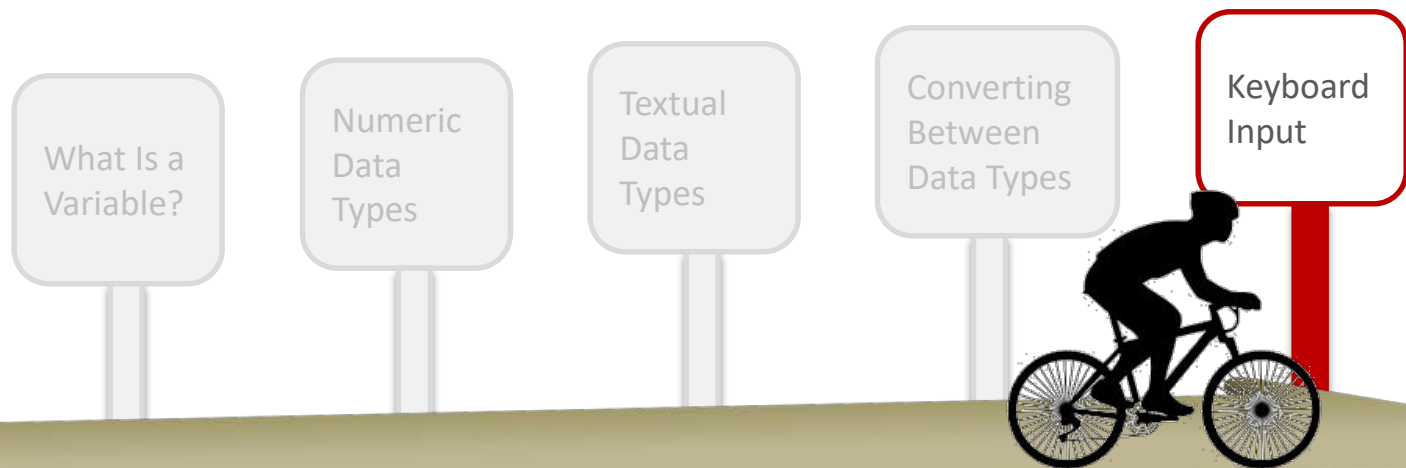 What Is a
Variable?
Numeric
Data
Types
Textual
Data
Types
Converting
Between
Data Types
Keyboard
Input